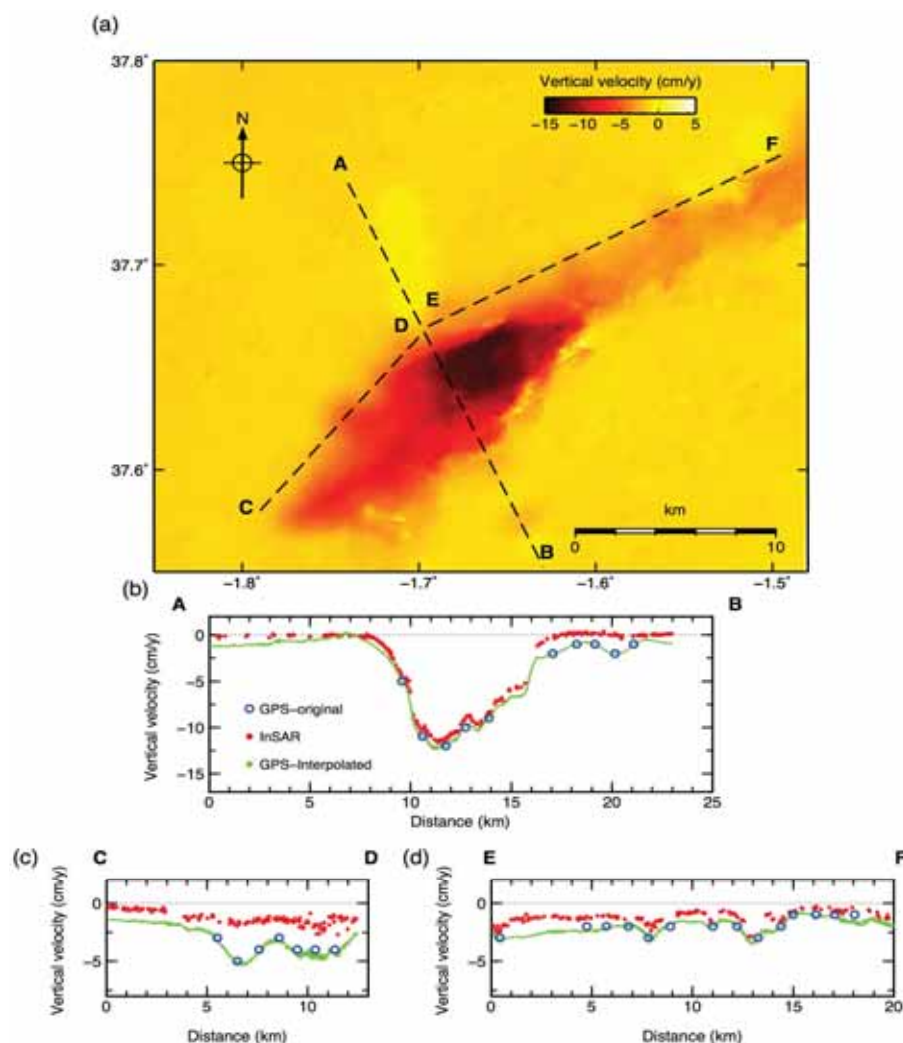 (a)
37.8°
37.7°
37.6°
−1.8°
−1.7°
−1.6°
−1.5°
N
Vertical velocity (cm/y)
−15 −10 −5 0 5
A
F
E
D
C
B
km
0 10
(b)
A
B
Vertical velocity (cm/y)
0
−5
−10
−15
GPS−original
InSAR
GPS−Interpolated
0 5 10 15 20 25
Distance (km)
(c)
C
D
Vertical velocity (cm/y)
0
−5
0 5 10
Distance (km)
(d)
E
F
Vertical velocity (cm/y)
0
−5
0 5 10 15 20
Distance (km)